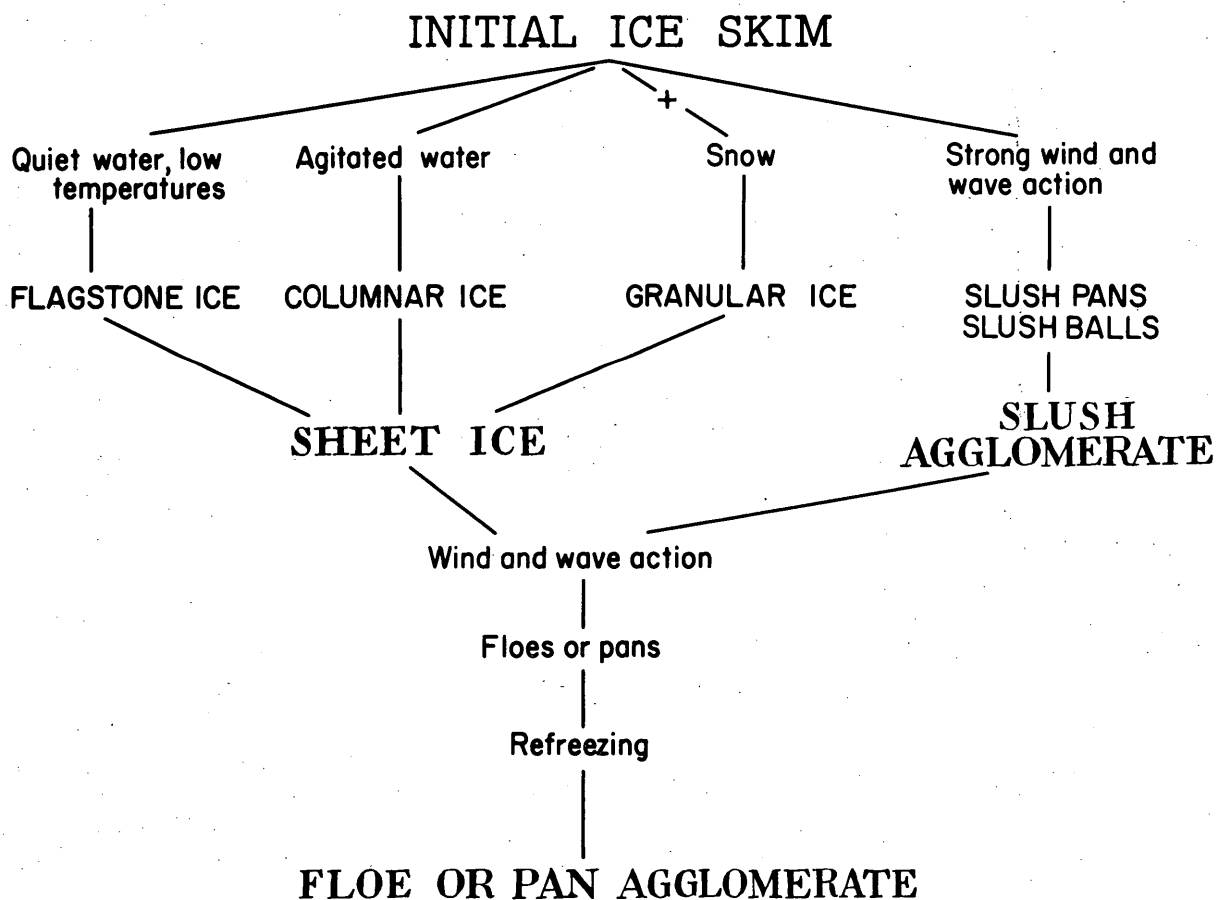 INITIAL ICE SKIM
+
Quiet water, low
temperatures
Agitated water
Snow
Strong wind and
wave action
FLAGSTONE ICE
COLUMNAR ICE
GRANULAR ICE
SLUSH PANS
SLUSH BALLS
SHEET ICE
SLUSH
AGGLOMERATE
Wind and wave action
Floes or pans
Refreezing
FLOE OR PAN AGGLOMERATE